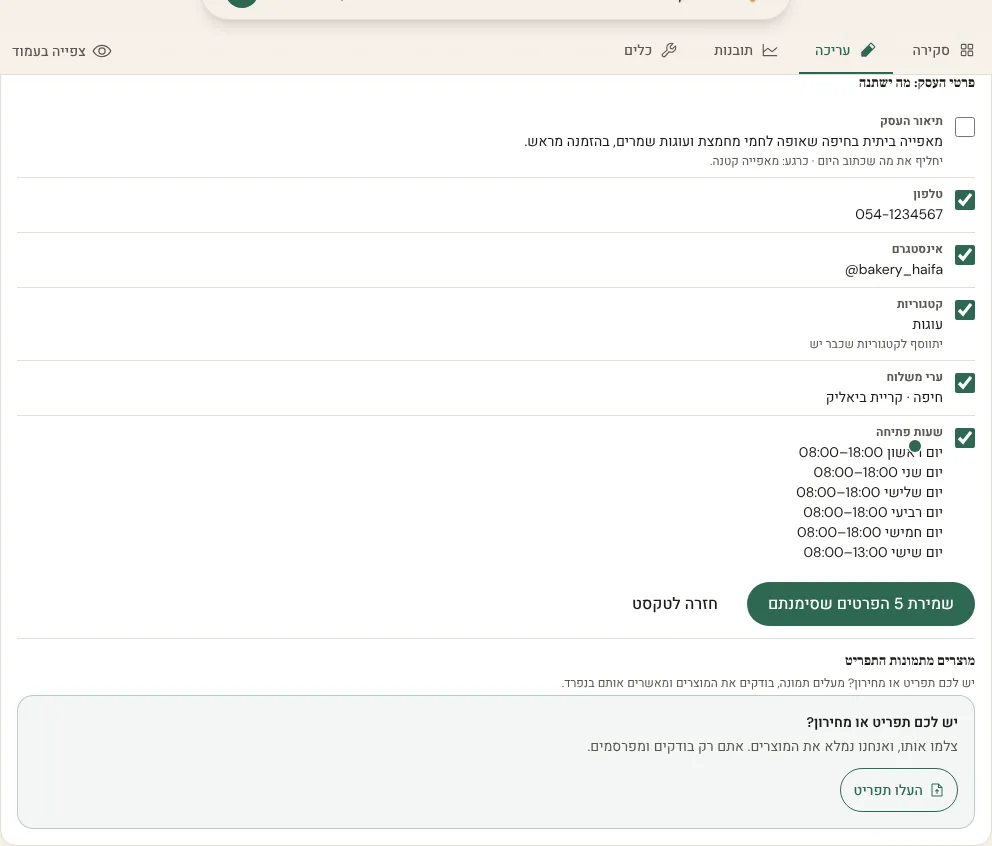 סקירה
עריכה
תובנות
כלים
צפייה בעמוד
פרטי העסק: מה ישתנה
תיאור העסק
מאפייה ביתית בחיפה שאופה לחמי מחמצת ועוגות שמרים, בהזמנה מראש.
יחליף את מה שכתוב היום · כרגע: מאפייה קטנה.
טלפון
054-1234567
אינסטגרם
@bakery_haifa
קטגוריות
עוגות
יתווסף לקטגוריות שכבר יש
ערי משלוח
חיפה · קריית ביאליק
שעות פתיחה
יום ראשון 08:00–18:00
יום שני 08:00–18:00
יום שלישי 08:00–18:00
יום רביעי 08:00–18:00
יום חמישי 08:00–18:00
יום שישי 08:00–13:00
שמירת 5 הפרטים שסימנתם
חזרה לטקסט
מוצרים מתמונות התפריט
יש לכם תפריט או מחירון? מעלים תמונה, בודקים את המוצרים ומאשרים אותם בנפרד.
יש לכם תפריט או מחירון?
צלמו אותו, ואנחנו נמלא את המוצרים. אתם רק בודקים ומפרסמים.
העלו תפריט